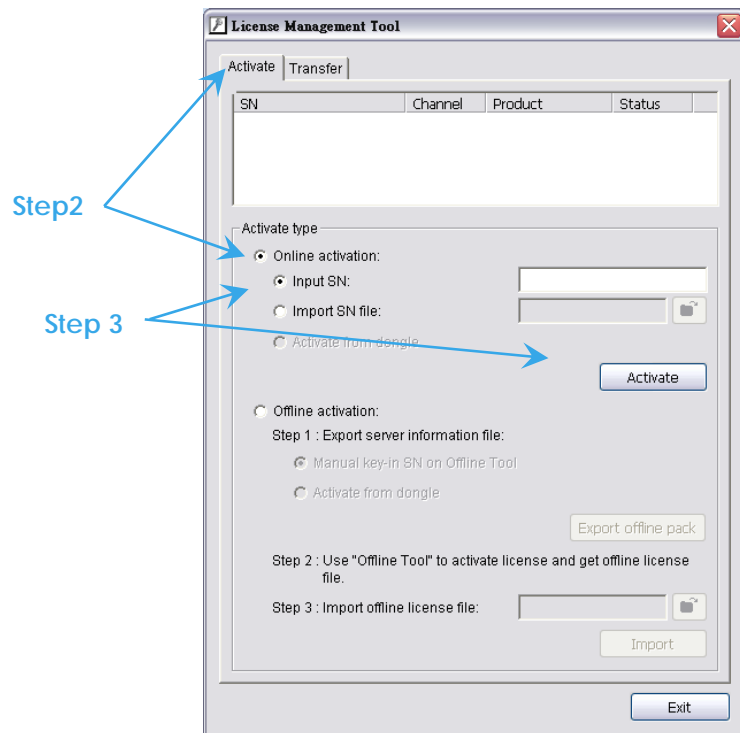 License Management Tool
Activate Transfer
SN Channel Product Status
Step2
Activate type
Online activation:
Input SN:
Step 3
Import SN file:
Activate from dongle
Activate
Offline activation:
Step 1 : Export server information file:
Manual key-in SN on Offline Tool
Activate from dongle
Export offline pack
Step 2 : Use "Offline Tool" to activate license and get offline license
file.
Step 3 : Import offline license file:
Import
Exit